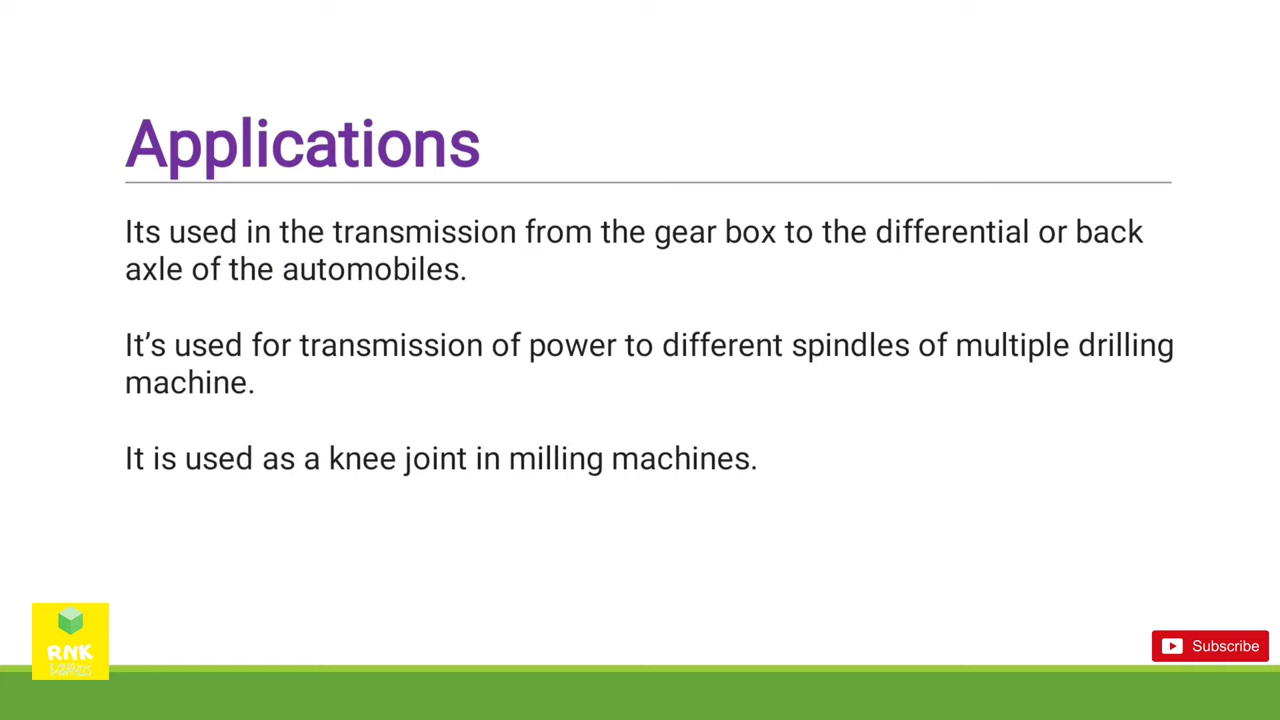 Applications
Its used in the transmission from the gear box to the differential or back
axle of the automobiles.
It’s used for transmission of power to different spindles of multiple drilling
machine.
It is used as a knee joint in milling machines.
RNK
Subscribe